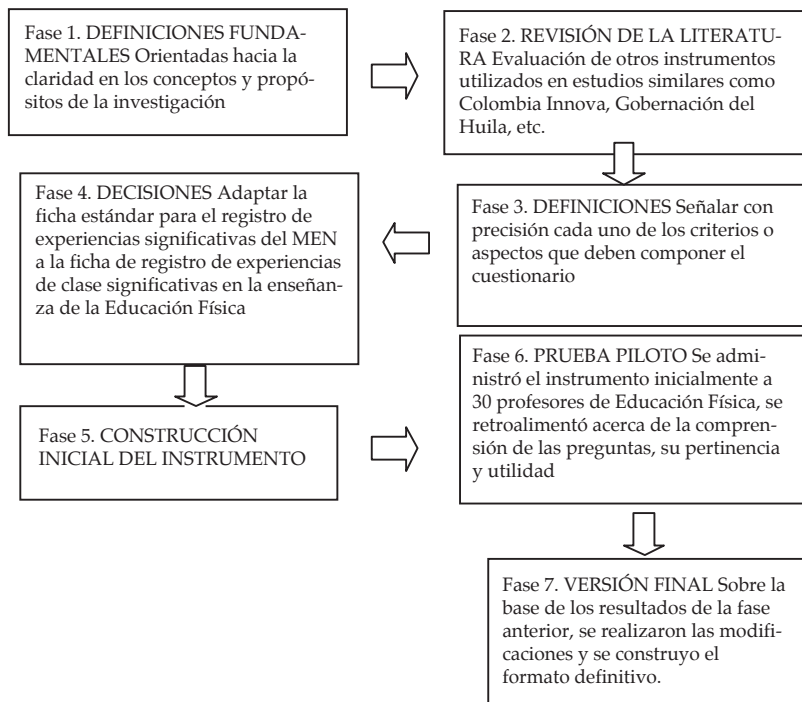 Fase 1. DEFINICIONES FUNDA-
MENTALES Orientadas hacia la
claridad en los conceptos y propó-
sitos de la investigación
Fase 2. REVISIÓN DE LA LITERATU-
RA Evaluación de otros instrumentos
utilizados en estudios similares como
Colombia Innova, Gobernación del
Huila, etc.
Fase 3. DEFINICIONES Señalar con
precisión cada uno de los criterios o
aspectos que deben componer el
cuestionario
Fase 4. DECISIONES Adaptar la
ficha estándar para el registro de
experiencias significativas del MEN
a la ficha de registro de experiencias
de clase significativas en la enseñan-
za de la Educación Física
Fase 5. CONSTRUCCIÓN
INICIAL DEL INSTRUMENTO
Fase 6. PRUEBA PILOTO Se admi-
nistró el instrumento inicialmente a
30 profesores de Educación Física, se
retroalimentó acerca de la compren-
sión de las preguntas, su pertinencia
y utilidad
Fase 7. VERSIÓN FINAL Sobre la
base de los resultados de la fase
anterior, se realizaron las modifi-
caciones y se construyo el
formato definitivo.